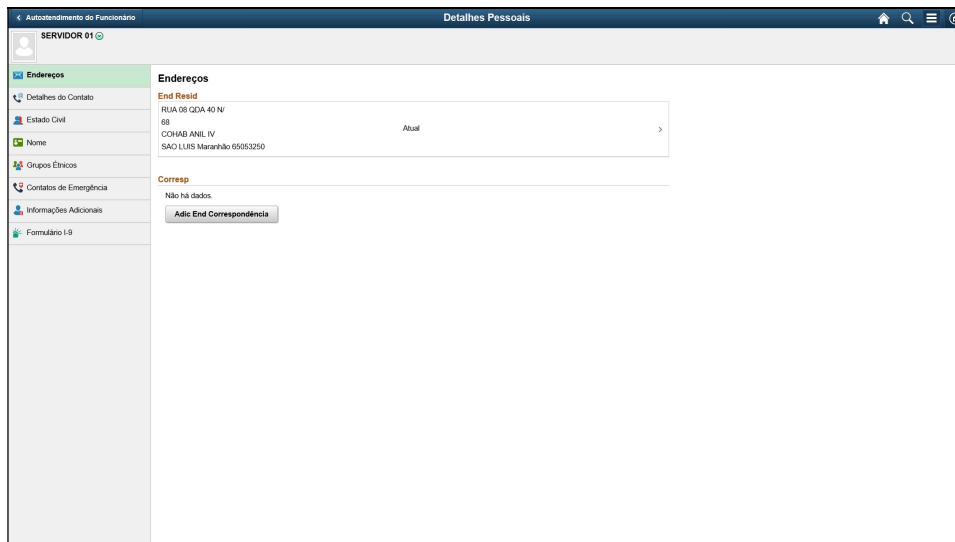 Autoatendimento do Funcionário
Detalhes Pessoais
SERVIDOR 01
Endereços
Detalhes do Contato
Estado Civil
Nome
Grupos Étnicos
Contatos de Emergência
Informações Adicionais
Formulário I-9
Endereços
End Resid
RUA 08 QDA 40 N/
68
COHAB ANIL IV
SAO LUIS Maranhão 65053250
Atual
Corresp
Não há dados.
Adic End Correspondência